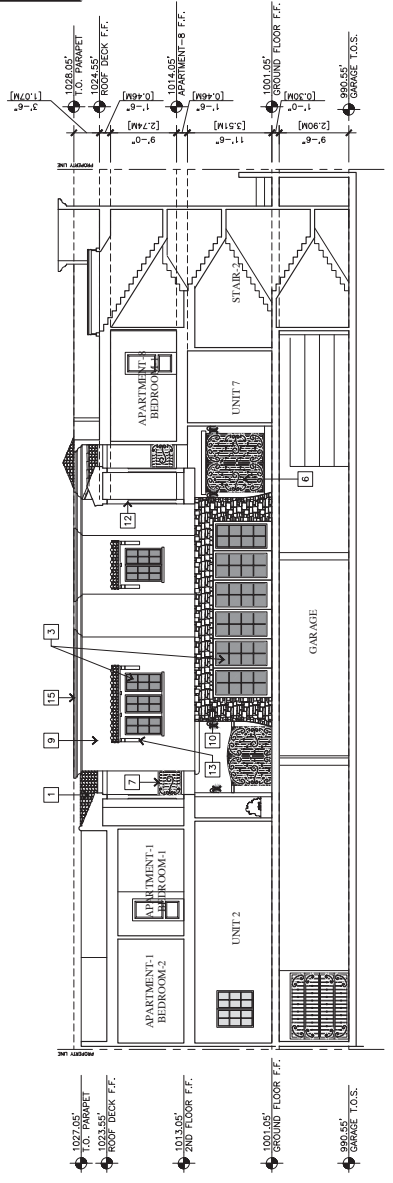 1027.05'
T.O. PARAPET
1023.55'
ROOF DECK F.F.
1013.05'
2ND FLOOR F.F.
1001.05'
GROUND FLOOR F.F.
990.55'
GARAGE T.O.S.
PROPERTY LINE
1
9
15
3
12
7
13
10
6
APARTMENT-1
BEDROOM-2
APARTMENT-1
BEDROOM-1
APARTMENT-8
BEDROOM-1
UNIT 2
UNIT 7
STAIR-2
GARAGE
PROPERTY LINE
3'-6"
[1.07M]
1'-6"
[0.46M]
9'-0"
[2.74M]
1'-6"
[0.46M]
11'-6"
[3.51M]
1'-0"
[0.30M]
9'-6"
[2.90M]
1028.05'
T.O. PARAPET
1024.55'
ROOF DECK F.F.
1014.05'
APARTMENT-8 F.F.
1001.05'
GROUND FLOOR F.F.
990.55'
GARAGE T.O.S.